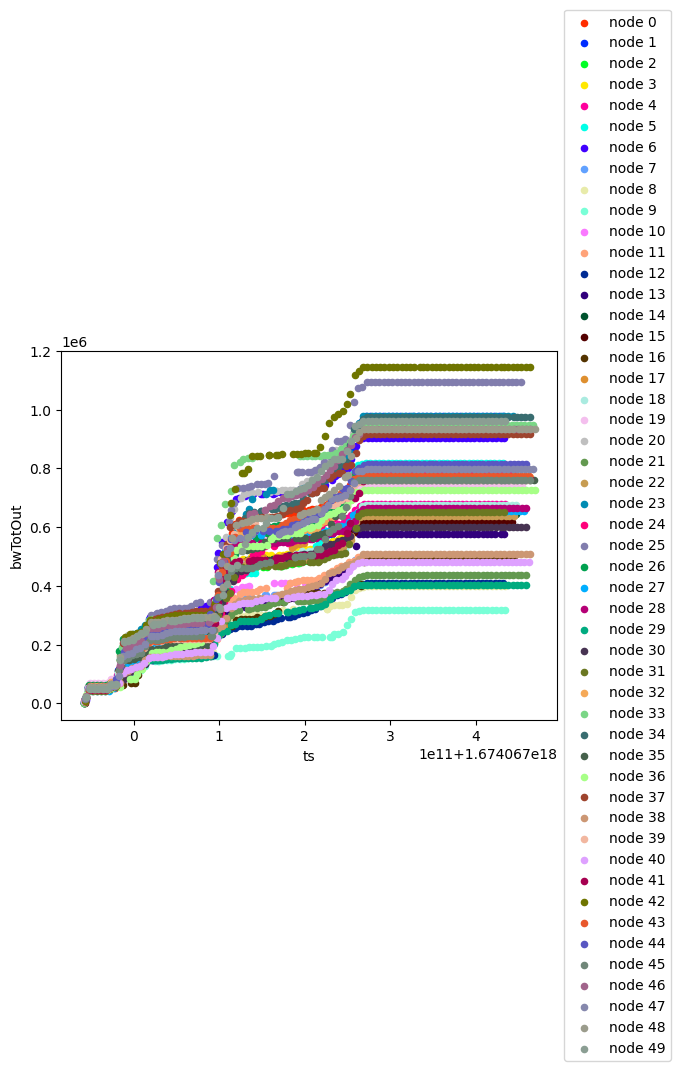 1e6
1.2
1.0
0.8
0.6
0.4
0.2
0.0
bwTotOut
0
1
2
3
4
ts
1e11+1.674067e18
node 0
node 1
node 2
node 3
node 4
node 5
node 6
node 7
node 8
node 9
node 10
node 11
node 12
node 13
node 14
node 15
node 16
node 17
node 18
node 19
node 20
node 21
node 22
node 23
node 24
node 25
node 26
node 27
node 28
node 29
node 30
node 31
node 32
node 33
node 34
node 35
node 36
node 37
node 38
node 39
node 40
node 41
node 42
node 43
node 44
node 45
node 46
node 47
node 48
node 49